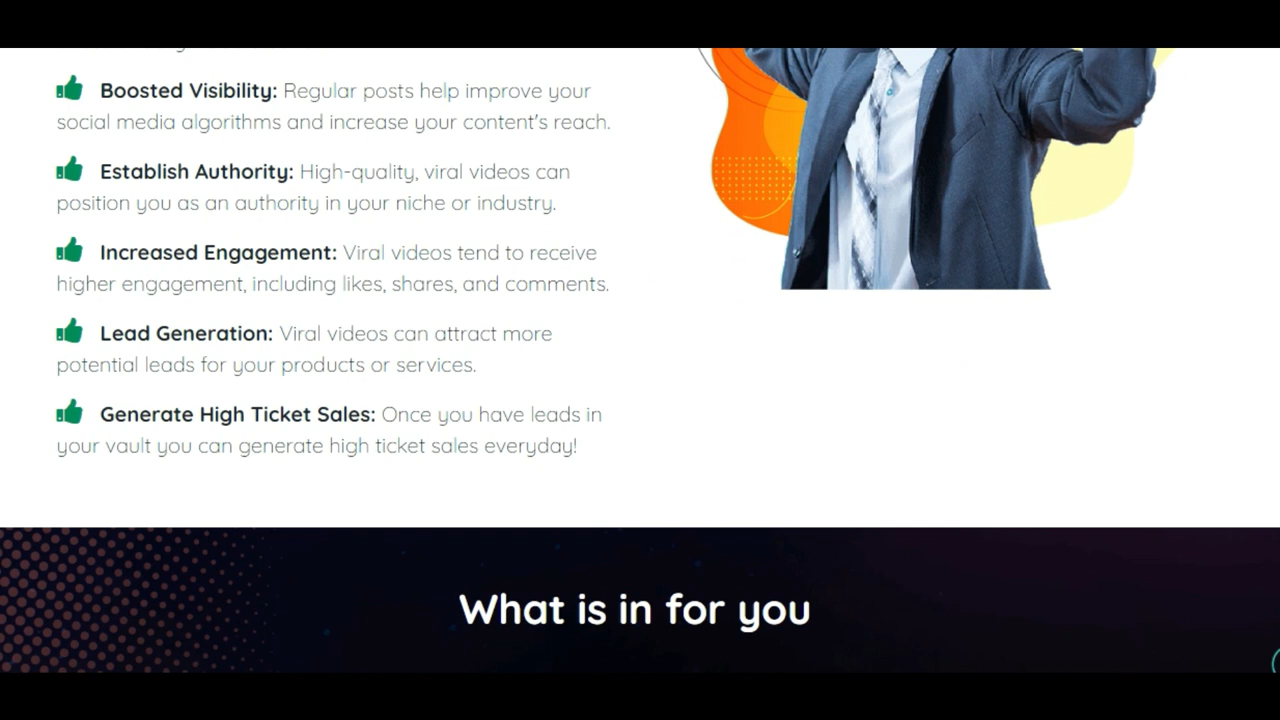 Boosted Visibility: Regular posts help improve your
social media algorithms and increase your content's reach.
Establish Authority: High-quality, viral videos can
position you as an authority in your niche or industry.
Increased Engagement: Viral videos tend to receive
higher engagement, including likes, shares, and comments.
Lead Generation: Viral videos can attract more
potential leads for your products or services.
Generate High Ticket Sales: Once you have leads in
your vault you can generate high ticket sales everyday!
What is in for you